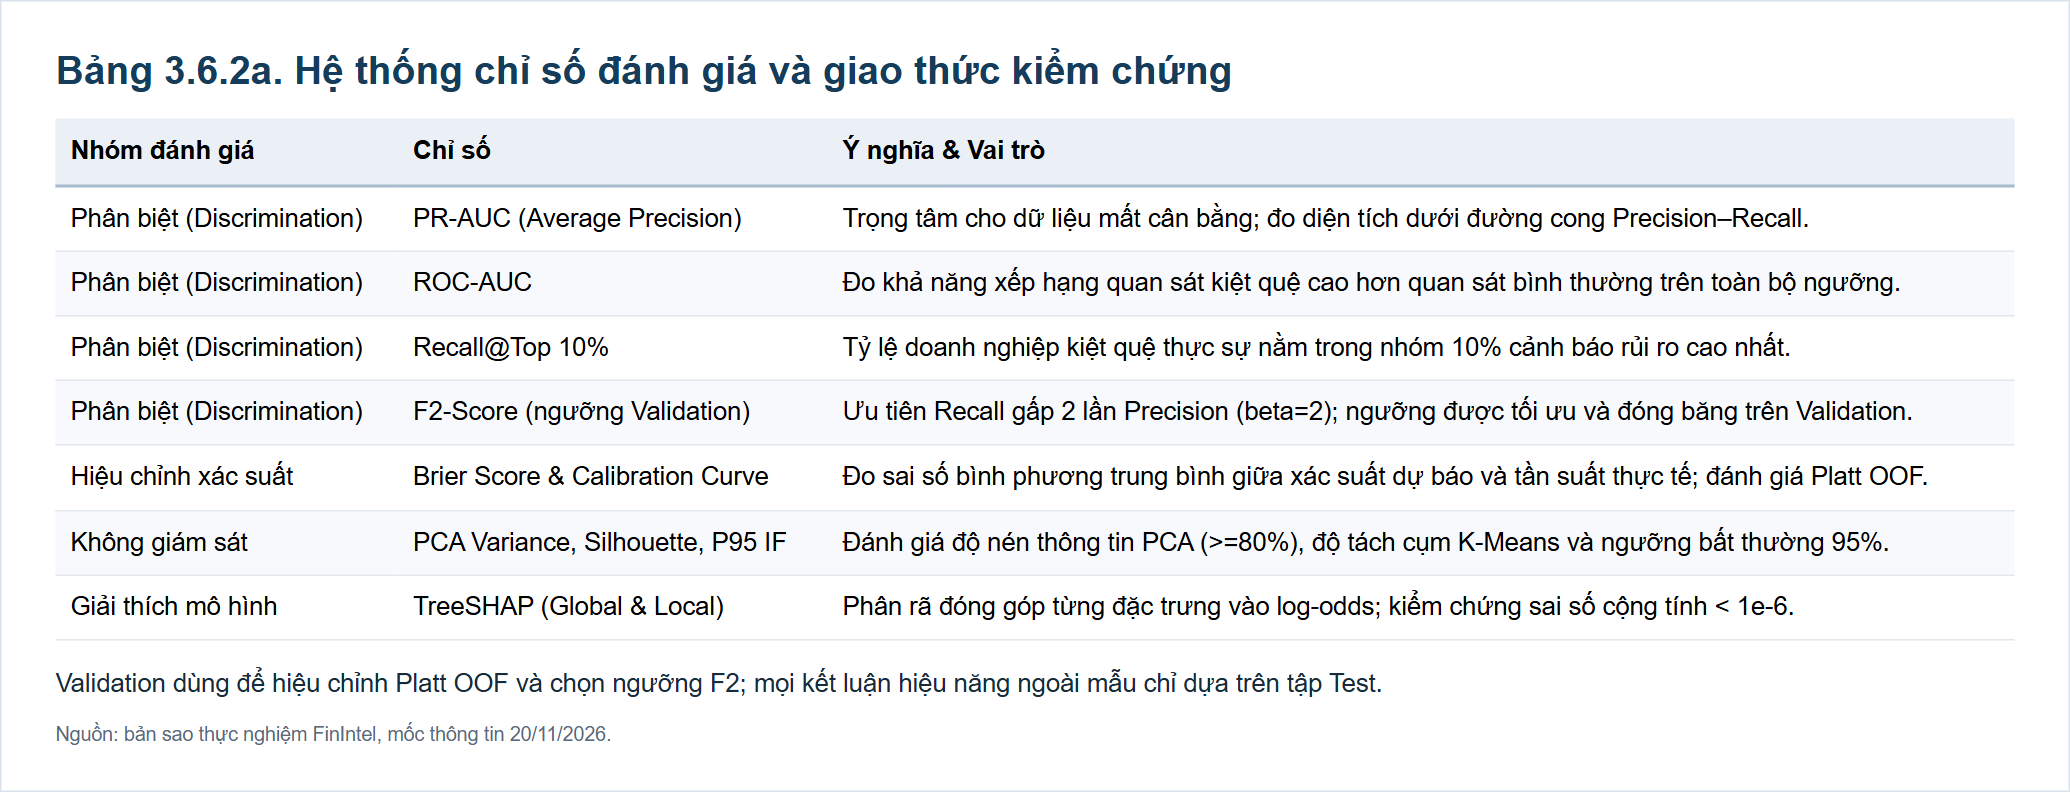 Bảng 3.6.2a. Hệ thống chỉ số đánh giá và giao thức kiểm chứng
Nhóm đánh giá Chỉ số Ý nghĩa & Vai trò
Phân biệt (Discrimination) PR-AUC (Average Precision) Trọng tâm cho dữ liệu mất cân bằng; đo diện tích dưới đường cong Precision–Recall.
Phân biệt (Discrimination) ROC-AUC Đo khả năng xếp hạng quan sát kiệt quệ cao hơn quan sát bình thường trên toàn bộ ngưỡng.
Phân biệt (Discrimination) Recall@Top 10% Tỷ lệ doanh nghiệp kiệt quệ thực sự nằm trong nhóm 10% cảnh báo rủi ro cao nhất.
Phân biệt (Discrimination) F2-Score (ngưỡng Validation) Ưu tiên Recall gấp 2 lần Precision (beta=2); ngưỡng được tối ưu và đóng băng trên Validation.
Hiệu chỉnh xác suất Brier Score & Calibration Curve Đo sai số bình phương trung bình giữa xác suất dự báo và tần suất thực tế; đánh giá Platt OOF.
Không giám sát PCA Variance, Silhouette, P95 IF Đánh giá độ nén thông tin PCA (>=80%), độ tách cụm K-Means và ngưỡng bất thường 95%.
Giải thích mô hình TreeSHAP (Global & Local) Phân rã đóng góp từng đặc trưng vào log-odds; kiểm chứng sai số cộng tính < 1e-6.
Validation dùng để hiệu chỉnh Platt OOF và chọn ngưỡng F2; mọi kết luận hiệu năng ngoài mẫu chỉ dựa trên tập Test.
Nguồn: bản sao thực nghiệm FinIntel, mốc thông tin 20/11/2026.